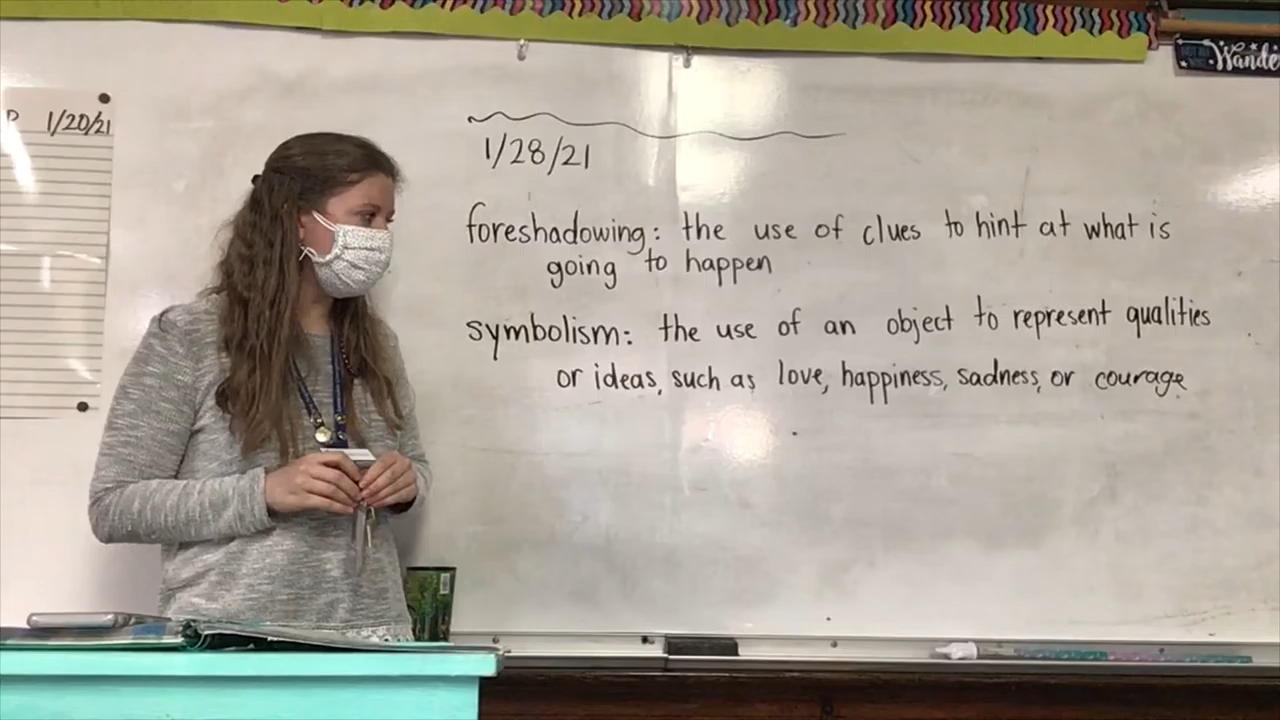 1/20/21
Wande
1/28/21
foreshadowing: the use of clues to hint at what is
going to happen
symbolism: the use of an object to represent qualities
or ideas, such as love, happiness, sadness, or courage